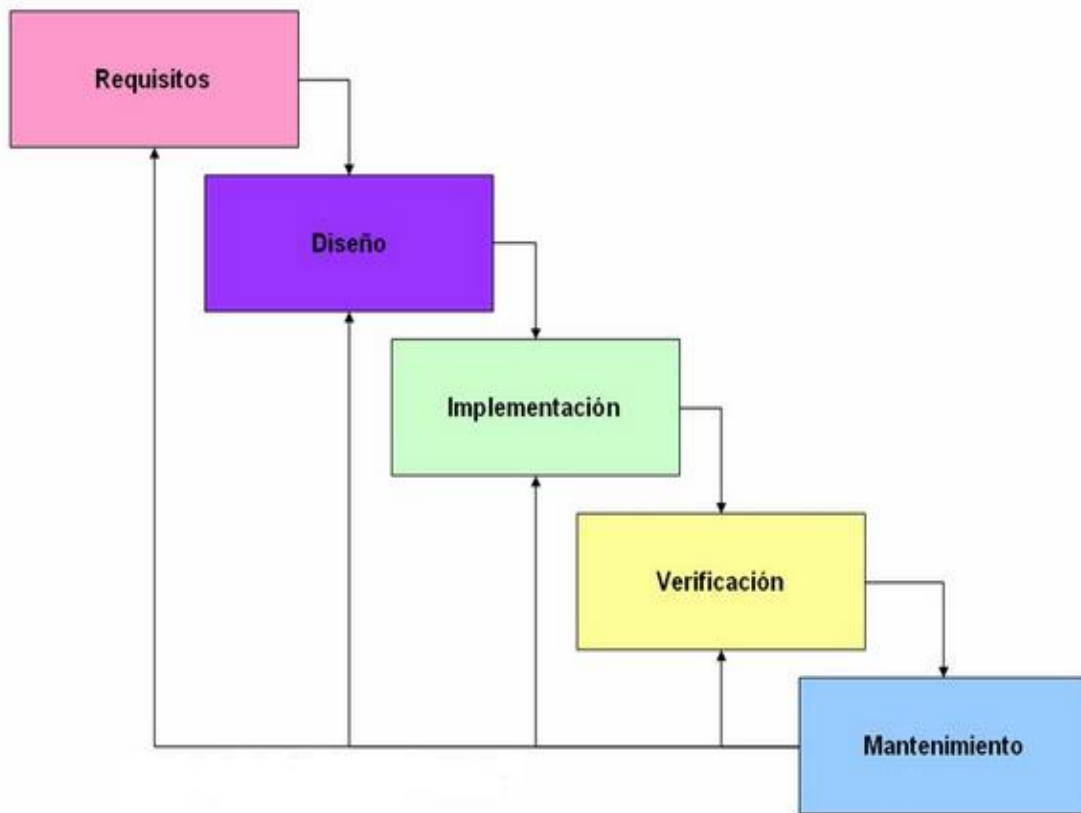 Requisitos
Diseño
Implementación
Verificación
Mantenimiento